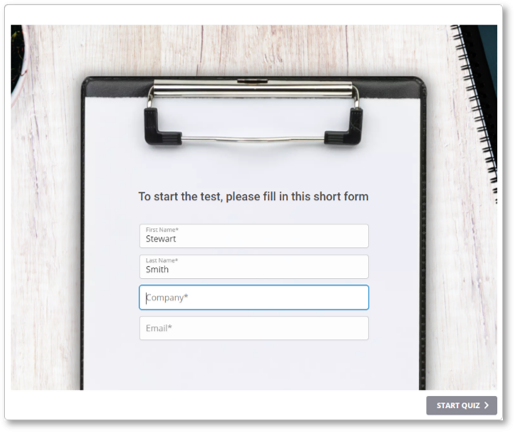 To start the test, please fill in this short form
First Name*
Stewart
Last Name*
Smith
Company*
Email*
START QUIZ